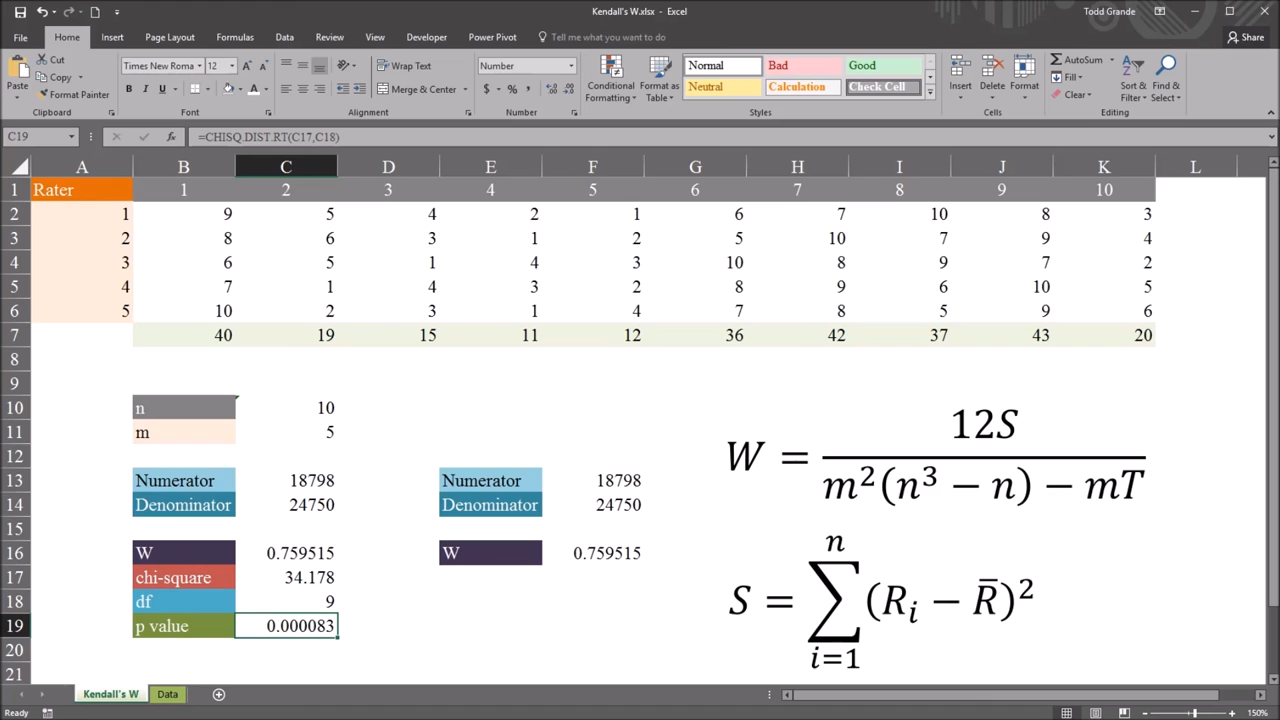 Kendall's W.xlsx - Excel
Todd Grande
File Home Insert Page Layout Formulas Data Review View Developer Power Pivot Tell me what you want to do Share
Paste
Cut
Copy
Format Painter
Clipboard
Times New Roma 12
B I U
Font
Wrap Text
Merge & Center
Alignment
Number
$ % ,
Number
Conditional Formatting
Format as Table
Normal Bad Good
Neutral Calculation Check Cell
Styles
Insert Delete Format
Cells
AutoSum
Fill
Clear
Sort & Filter
Find & Select
Editing
C19 fx =CHISQ.DIST.RT(C17,C18)
A B C D E F G H I J K L
1 Rater 1 2 3 4 5 6 7 8 9 10
2 1 9 5 4 2 1 6 7 10 8 3
3 2 8 6 3 1 2 5 10 7 9 4
4 3 6 5 1 4 3 10 8 9 7 2
5 4 7 1 4 3 2 8 9 6 10 5
6 5 10 2 3 1 4 7 8 5 9 6
7 40 19 15 11 12 36 42 37 43 20
8
9
10 n 10
11 m 5
12
13 Numerator 18798 Numerator 18798
14 Denominator 24750 Denominator 24750
15
16 W 0.759515 W 0.759515
17 chi-square 34.178
18 df 9
19 p value 0.000083
20
21
W = 12S
m²(n³ − n) − mT
n
S = ∑ (Rᵢ − R̄)²
i=1
Kendall's W Data
Ready 150%